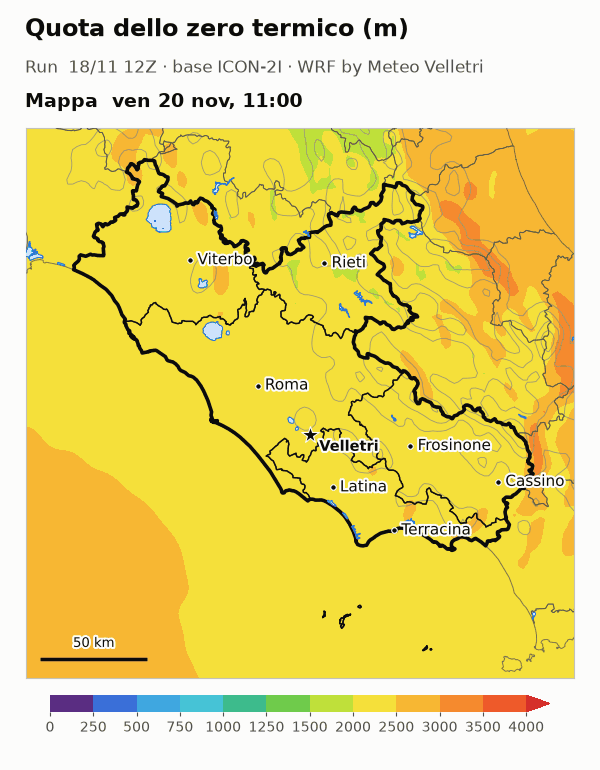 Quota dello zero termico (m)
Run  18/11 12Z · base ICON-2I · WRF by Meteo Velletri
Mappa  ven 20 nov, 11:00
Viterbo
Rieti
Roma
Velletri
Frosinone
Cassino
Latina
Terracina
50 km
0 250 500 750 1000 1250 1500 2000 2500 3000 3500 4000